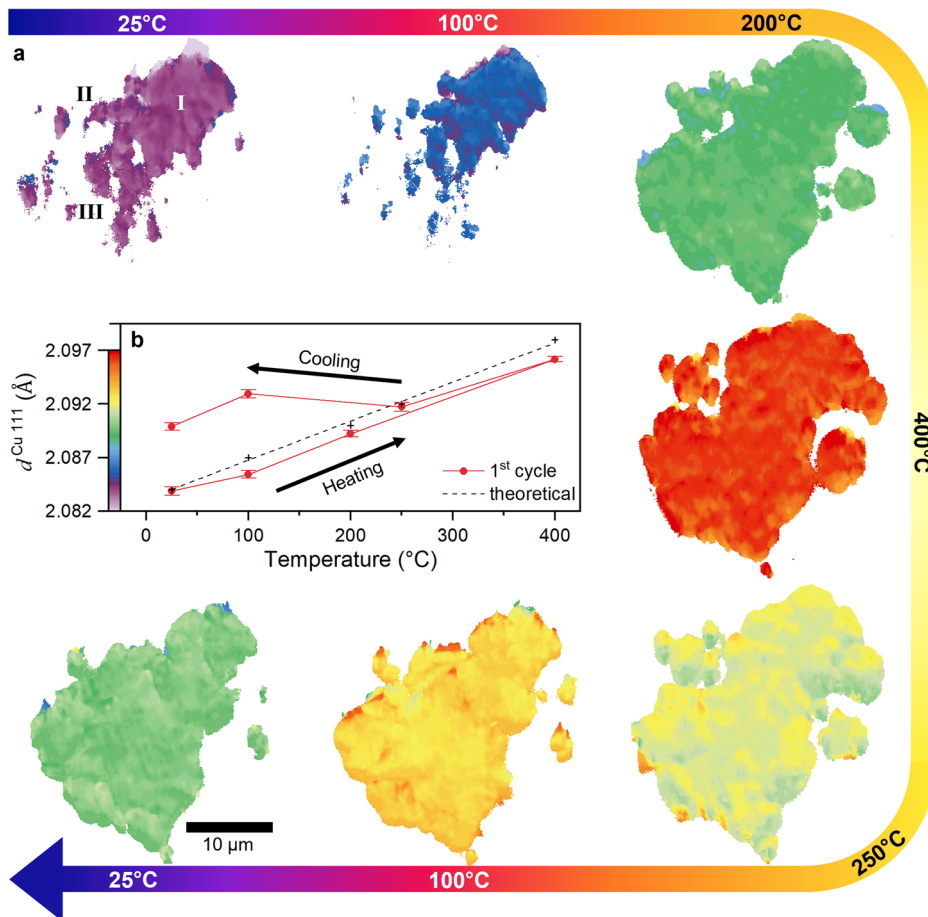 25°C 100°C 200°C
a
I
II
III
400°C
b
Cooling
Heating
1st cycle
theoretical
d Cu 111 (Å)
2.097
2.092
2.087
2.082
0 100 200 300 400
Temperature (°C)
10 µm
250°C
25°C 100°C